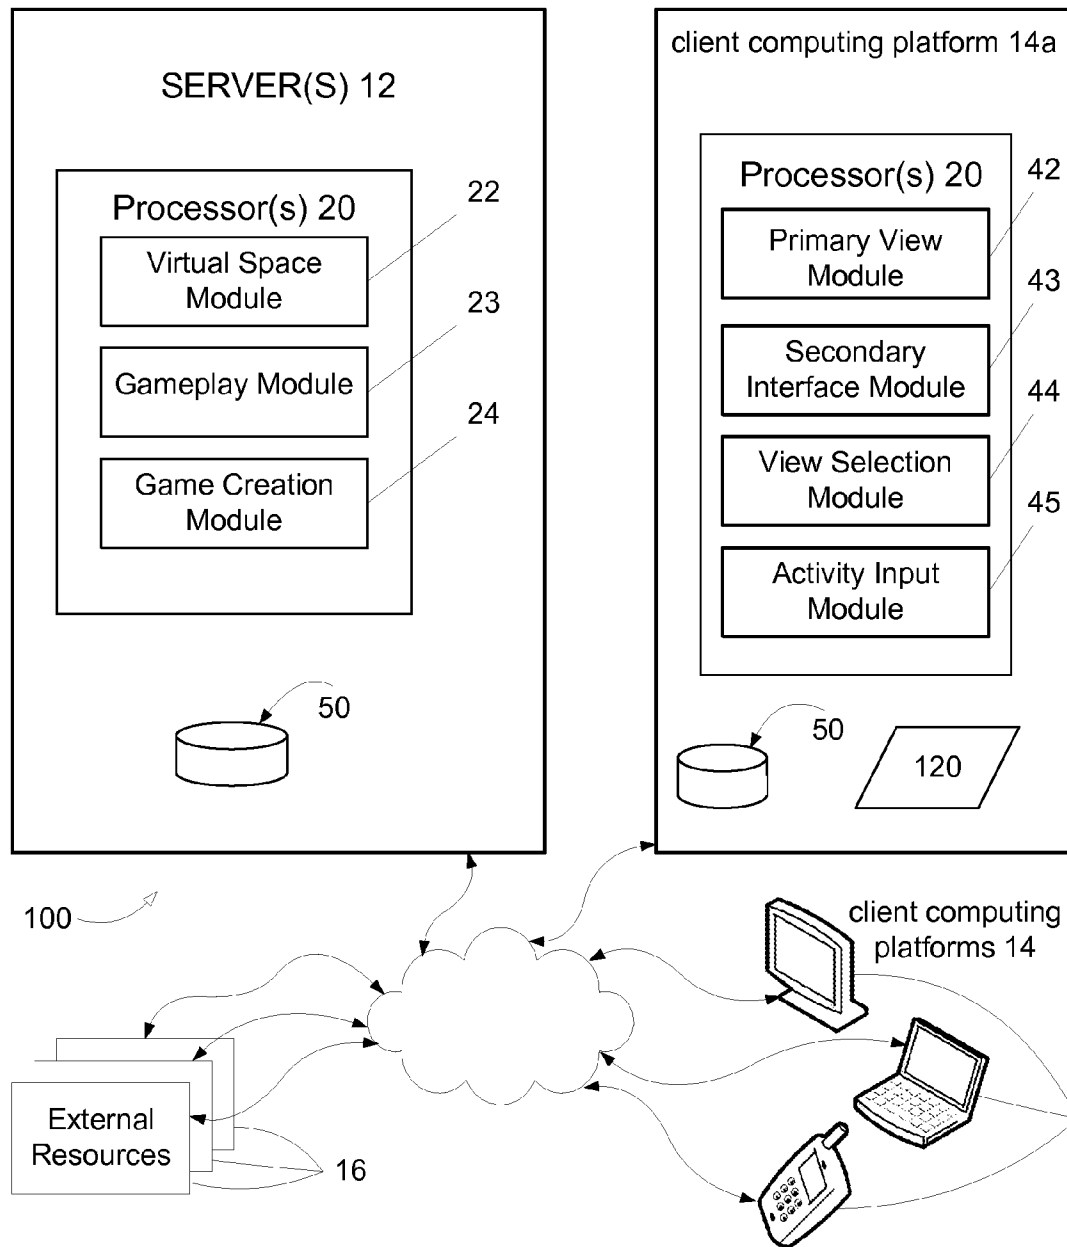 SERVER(S) 12
Processor(s) 20
Virtual Space
Module
22
Gameplay Module
23
Game Creation
Module
24
50
client computing platform 14a
Processor(s) 20
Primary View
Module
42
Secondary
Interface Module
43
View Selection
Module
44
Activity Input
Module
45
50
120
100
client computing
platforms 14
External
Resources
16